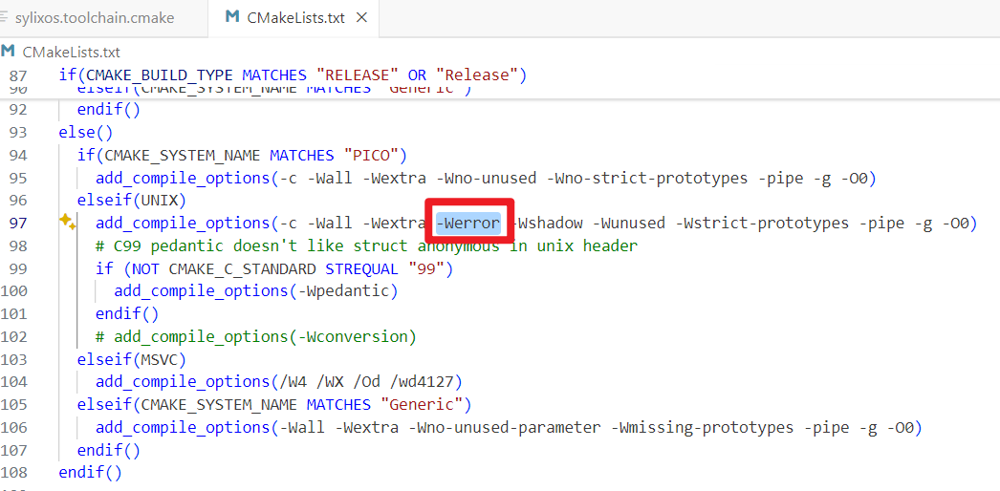 sylixos.toolchain.cmake
M CMakeLists.txt ×
M CMakeLists.txt
87 if(CMAKE_BUILD_TYPE MATCHES "RELEASE" OR "Release")
90 elseif(CMAKE_SYSTEM_NAME MATCHES "Generic")
92 endif()
93 else()
94 if(CMAKE_SYSTEM_NAME MATCHES "PICO")
95 add_compile_options(-c -Wall -Wextra -Wno-unused -Wno-strict-prototypes -pipe -g -O0)
96 elseif(UNIX)
97 add_compile_options(-c -Wall -Wextra -Werror -Wshadow -Wunused -Wstrict-prototypes -pipe -g -O0)
98 # C99 pedantic doesn't like struct anonymous in unix header
99 if (NOT CMAKE_C_STANDARD STREQUAL "99")
100 add_compile_options(-Wpedantic)
101 endif()
102 # add_compile_options(-Wconversion)
103 elseif(MSVC)
104 add_compile_options(/W4 /WX /Od /wd4127)
105 elseif(CMAKE_SYSTEM_NAME MATCHES "Generic")
106 add_compile_options(-Wall -Wextra -Wno-unused-parameter -Wmissing-prototypes -pipe -g -O0)
107 endif()
108 endif()